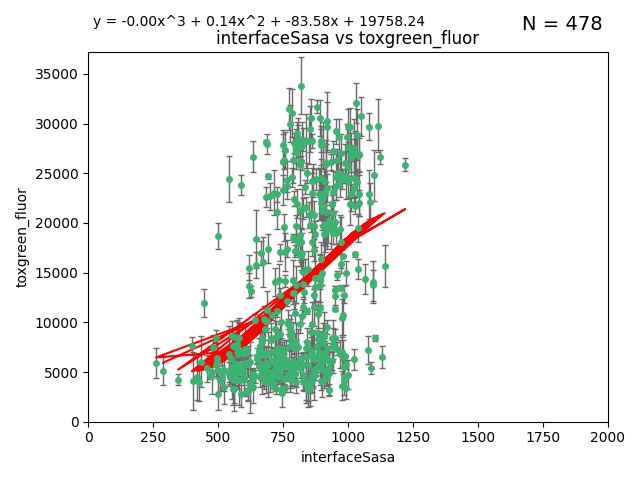 y = -0.00x^3 + 0.14x^2 + -83.58x + 19758.24
N = 478
interfaceSasa vs toxgreen_fluor
35000
30000
25000
20000
15000
10000
5000
0
toxgreen_fluor
0 250 500 750 1000 1250 1500 1750 2000
interfaceSasa